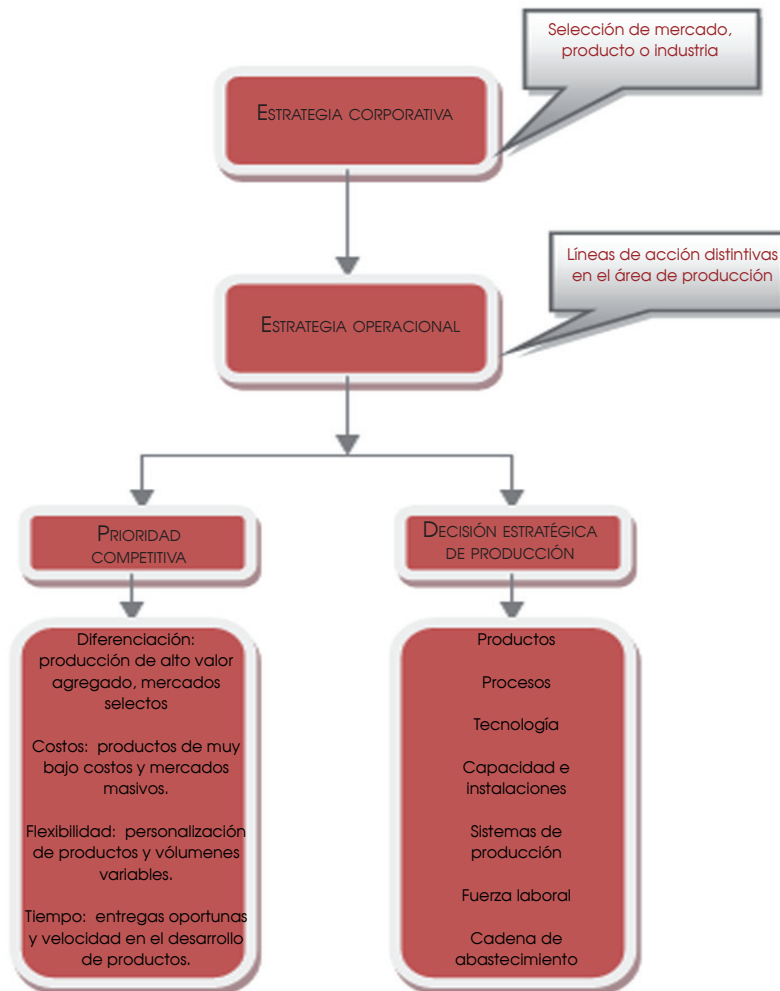 Selección de mercado,
producto o industria
ESTRATEGIA CORPORATIVA
Líneas de acción distintivas
en el área de producción
ESTRATEGIA OPERACIONAL
PRIORIDAD
COMPETITIVA
Diferenciación:
producción de alto valor
agregado, mercados
selectos
Costos: productos de muy
bajo costos y mercados
masivos.
Flexibilidad: personalización
de productos y vólumenes
variables.
Tiempo: entregas oportunas
y velocidad en el desarrollo
de productos.
DECISIÓN ESTRATÉGICA
DE PRODUCCIÓN
Productos
Procesos
Tecnología
Capacidad e
instalaciones
Sistemas de
producción
Fuerza laboral
Cadena de
abastecimiento